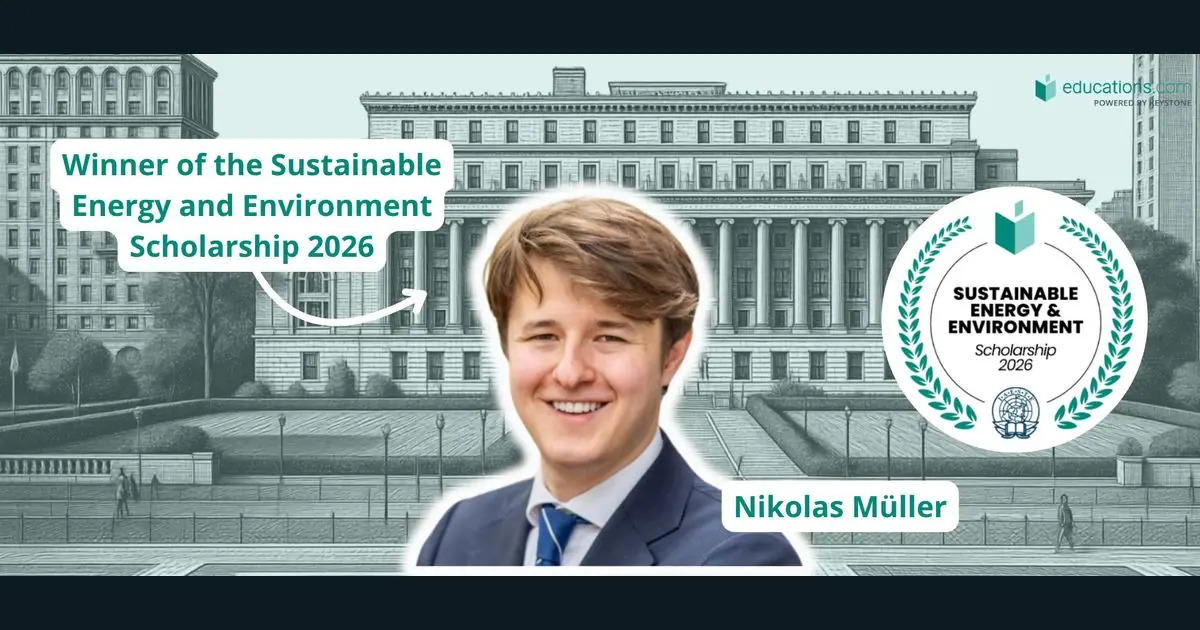 educations.com
POWERED BY KEYSTONE
Winner of the Sustainable
Energy and Environment
Scholarship 2026
SUSTAINABLE
ENERGY &
ENVIRONMENT
Scholarship
2026
Nikolas Müller